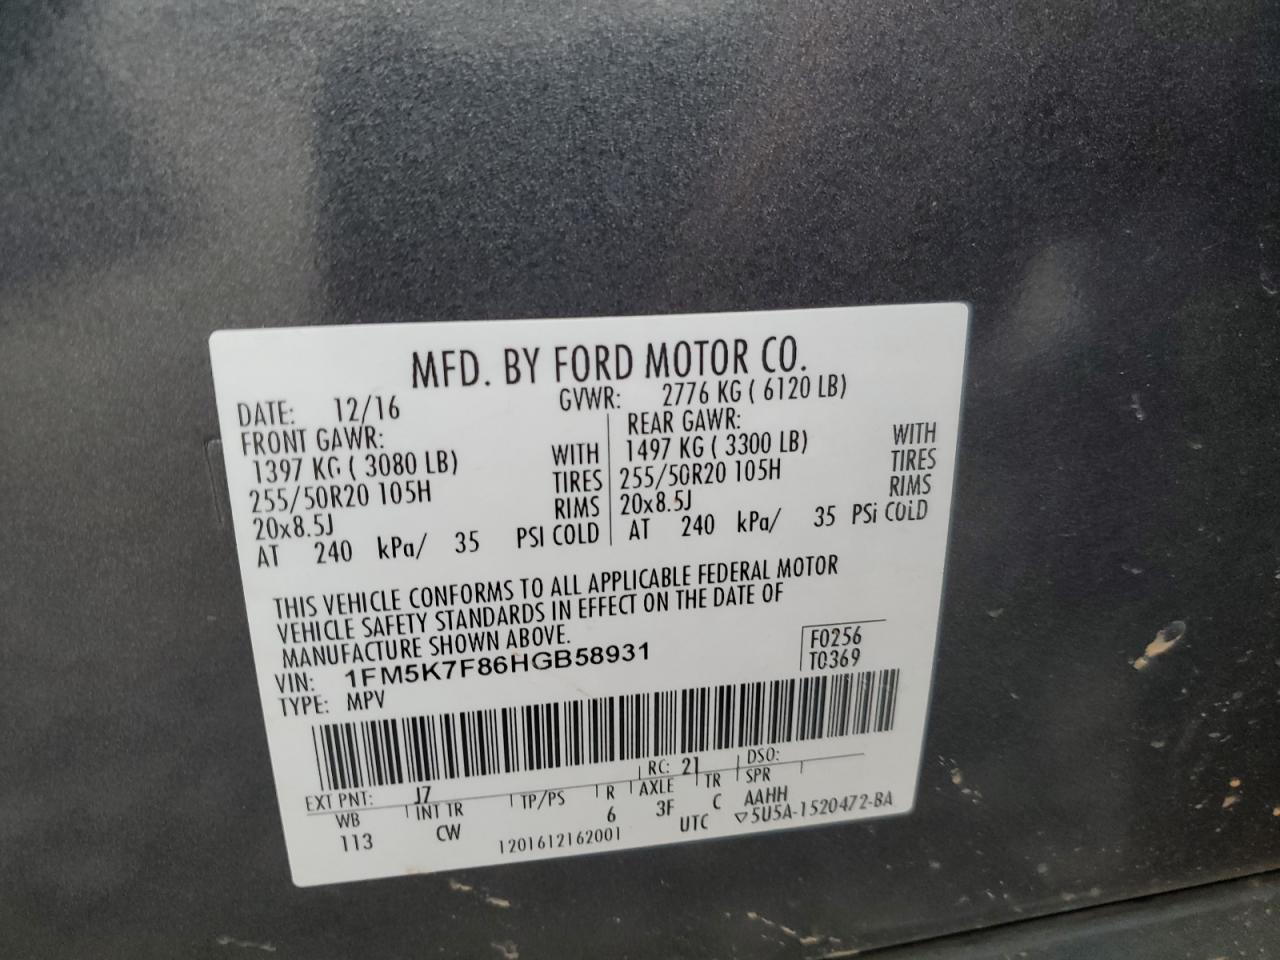 MFD. BY FORD MOTOR CO.
DATE: 12/16 GVWR: 2776 KG ( 6120 LB)
FRONT GAWR: REAR GAWR:
1397 KG ( 3080 LB) WITH 1497 KG ( 3300 LB) WITH
255/50R20 105H TIRES 255/50R20 105H TIRES
20x8.5J RIMS 20x8.5J RIMS
AT 240 kPa/ 35 PSI COLD AT 240 kPa/ 35 PSi COLD
THIS VEHICLE CONFORMS TO ALL APPLICABLE FEDERAL MOTOR
VEHICLE SAFETY STANDARDS IN EFFECT ON THE DATE OF
MANUFACTURE SHOWN ABOVE.
VIN: 1FM5K7F86HGB58931 F0256
TYPE: MPV T0369
EXT PNT: J7 RC: 21 DSO:
WB INT TR TP/PS R AXLE TR SPR
113 CW 6 3F C AAHH
1201612162001 UTC ▽5U5A-1520472-BA